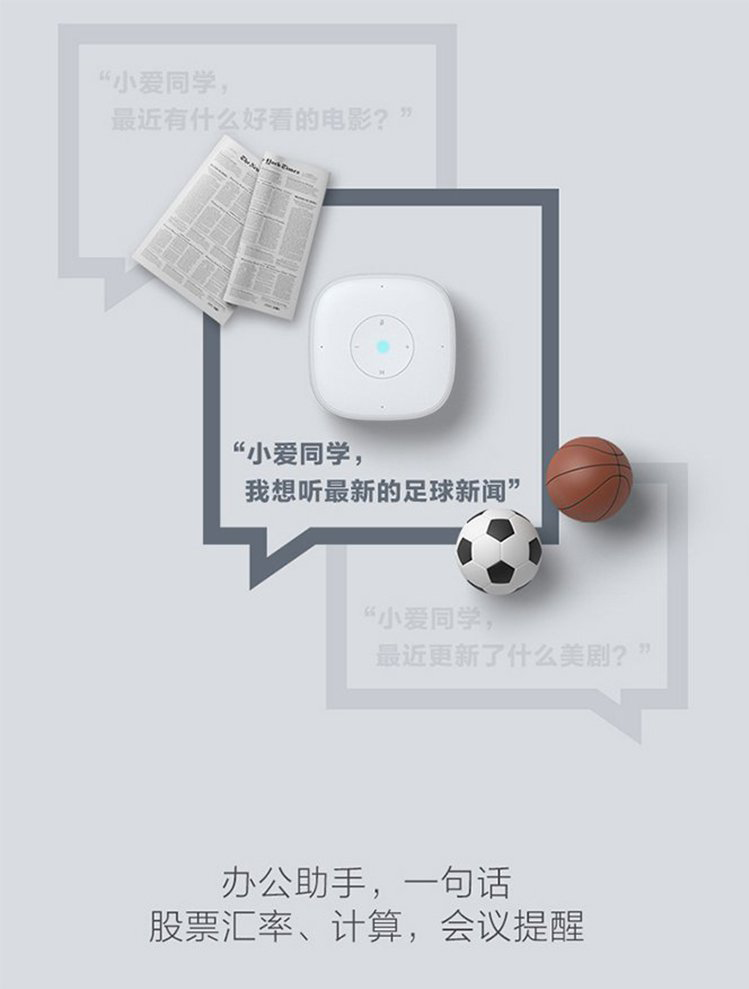 “小爱同学，
最近有什么好看的电影？”
“小爱同学，
我想听最新的足球新闻”
“小爱同学，
最近更新了什么美剧？”
办公助手，一句话
股票汇率、计算，会议提醒